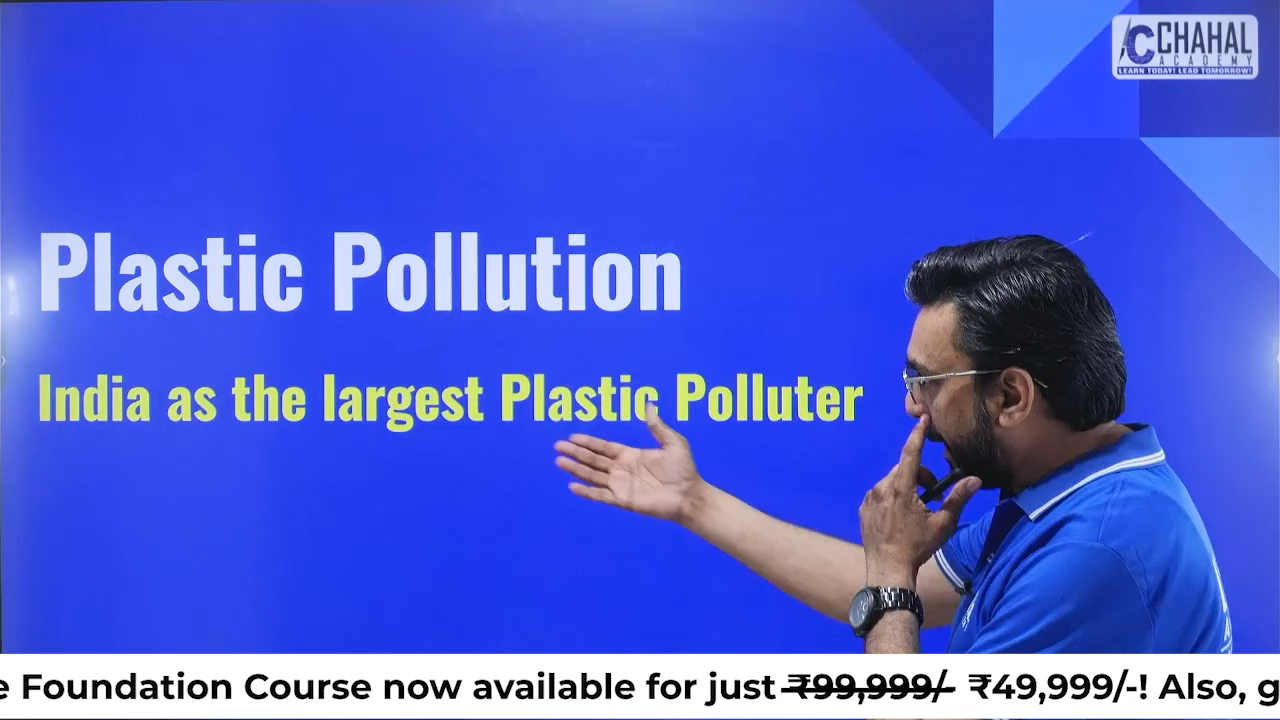 CHAHAL
ACADEMY
LEARN TODAY! LEAD TOMORROW!
Plastic Pollution
India as the largest Plastic Polluter
e Foundation Course now available for just ₹99,999/- ₹49,999/-! Also, g